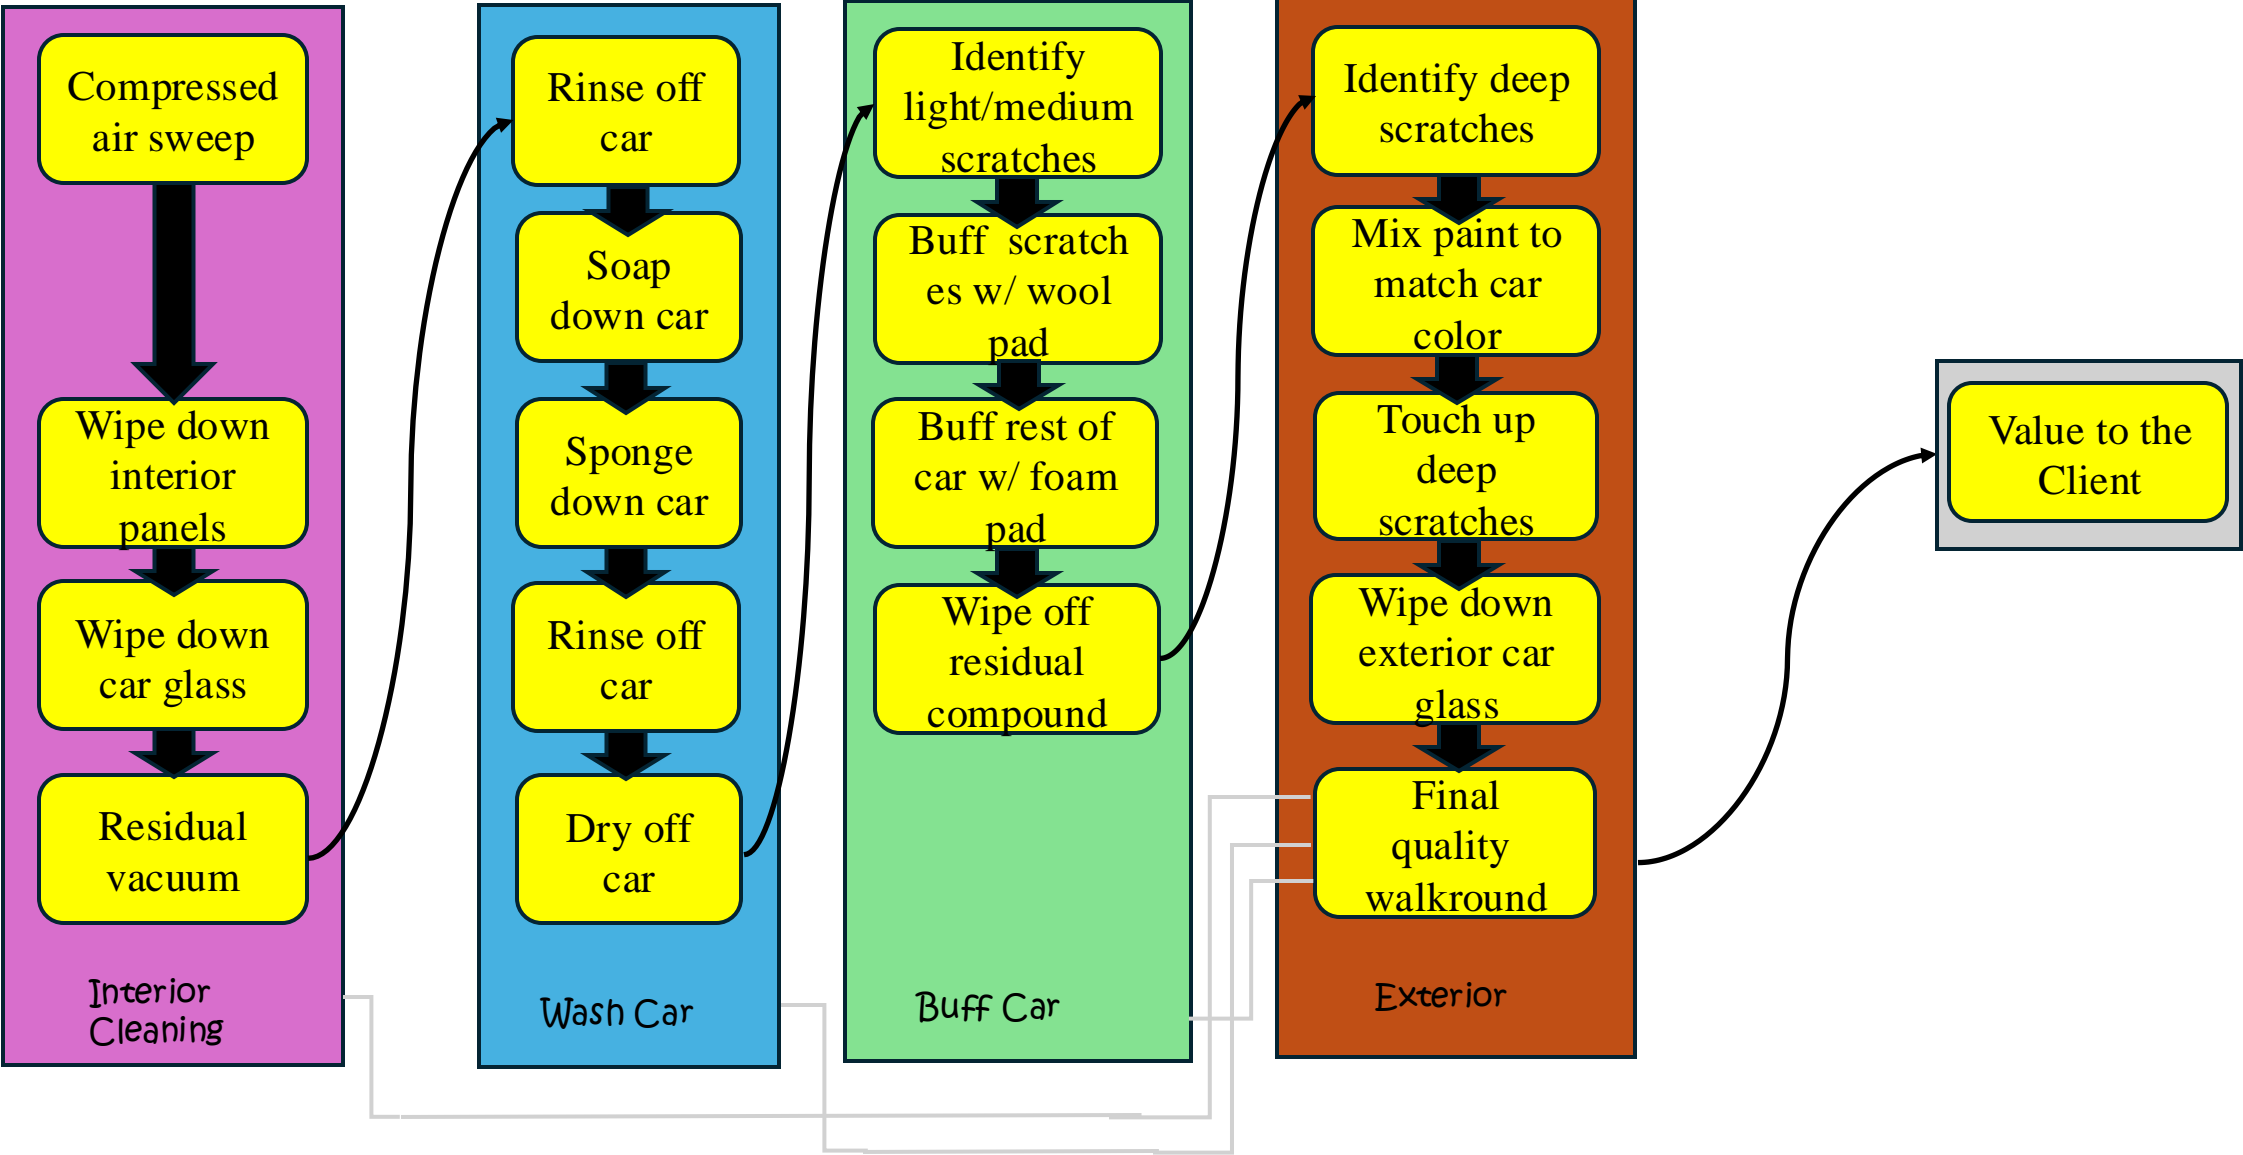 Compressed
air sweep
Wipe down
interior
panels
Wipe down
car glass
Residual
vacuum
Interior
Cleaning
Rinse off
car
Soap
down car
Sponge
down car
Rinse off
car
Dry off
car
Wash Car
Identify
light/medium
scratches
Buff  scratch
es w/ wool
pad
Buff rest of
car w/ foam
pad
Wipe off
residual
compound
Buff Car
Identify deep
scratches
Mix paint to
match car
color
Touch up
deep
scratches
Wipe down
exterior car
glass
Final
quality
walkround
Exterior
Value to the
Client